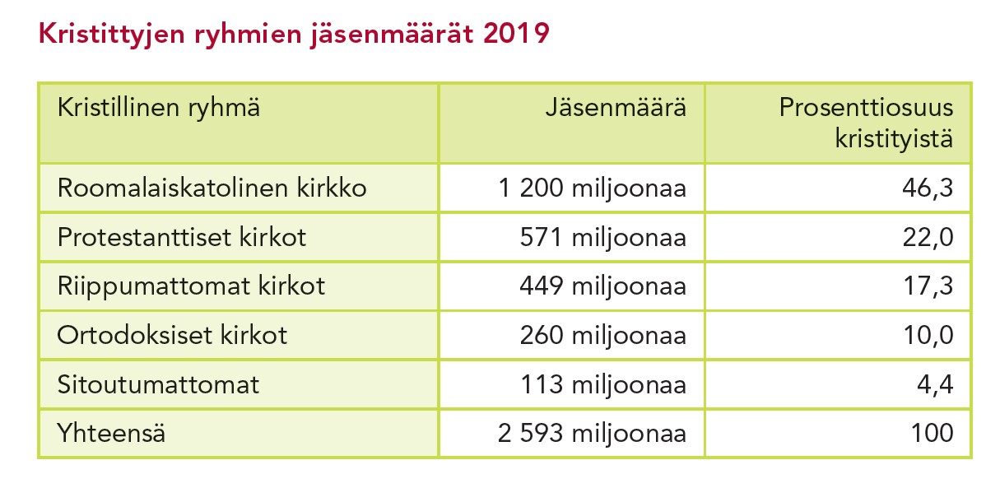 Kristittyjen ryhmien jäsenmäärät 2019
Kristillinen ryhmä Jäsenmäärä Prosenttiosuus
kristityistä
Roomalaiskatolinen kirkko 1 200 miljoonaa 46,3
Protestanttiset kirkot 571 miljoonaa 22,0
Riippumattomat kirkot 449 miljoonaa 17,3
Ortodoksiset kirkot 260 miljoonaa 10,0
Sitoutumattomat 113 miljoonaa 4,4
Yhteensä 2 593 miljoonaa 100